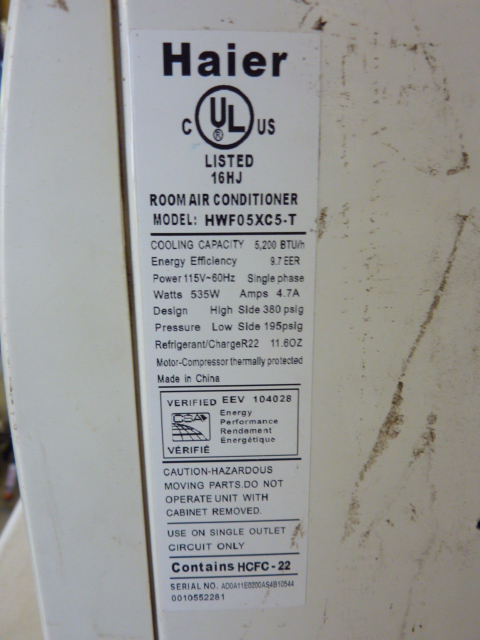 Haier
C UL US
®
LISTED
16HJ
ROOM AIR CONDITIONER
MODEL: HWF05XC5-T
COOLING CAPACITY 5,200 BTU/h
Energy Efficiency 9.7 EER
Power 115V~60Hz Single phase
Watts 535W Amps 4.7A
Design High Side 380 psig
Pressure Low Side 195psig
Refrigerant/ChargeR22 11.6OZ
Motor-Compressor thermally protected
Made in China
VERIFIED EEV 104028
CSA
Energy
Performance
Rendement
Énergétique
VÉRIFIÉ
CAUTION-HAZARDOUS
MOVING PARTS.DO NOT
OPERATE UNIT WITH
CABINET REMOVED.
USE ON SINGLE OUTLET
CIRCUIT ONLY
Contains HCFC-22
SERIAL NO. AD0A11E0200AS4B10544
0010552281